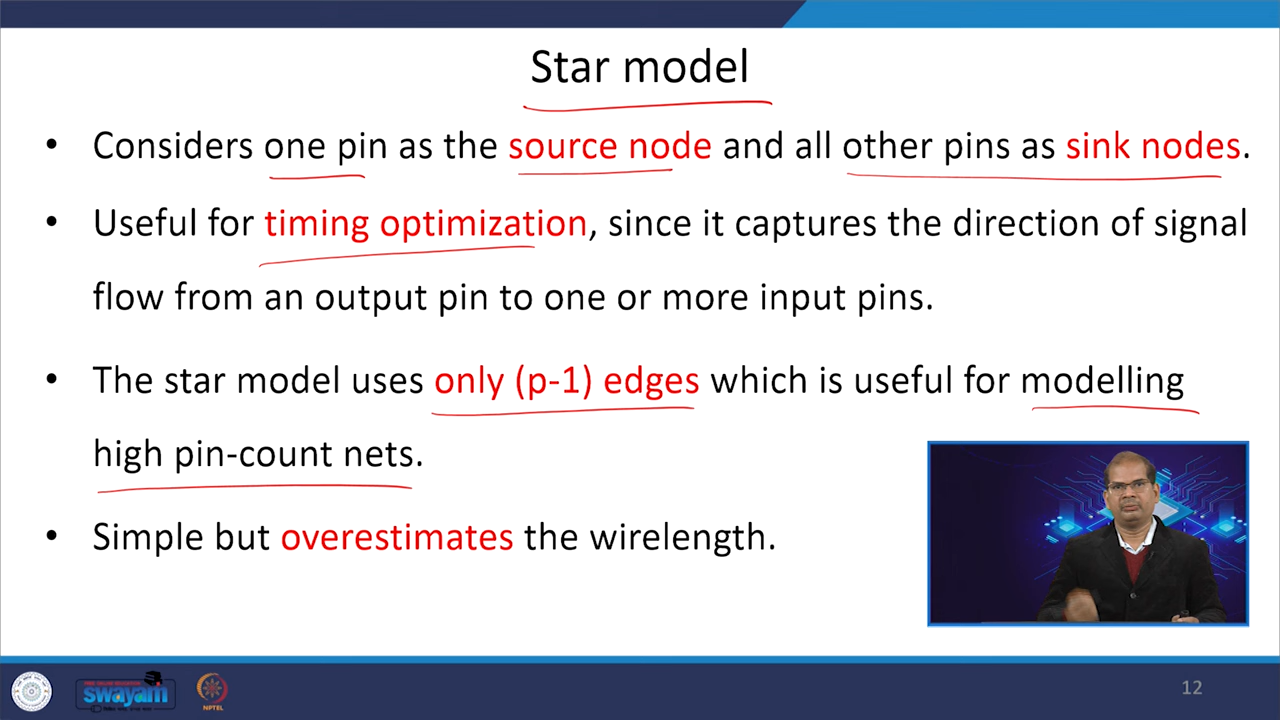 Star model
• Considers one pin as the source node and all other pins as sink nodes.
• Useful for timing optimization, since it captures the direction of signal
flow from an output pin to one or more input pins.
• The star model uses only (p-1) edges which is useful for modelling
high pin-count nets.
• Simple but overestimates the wirelength.
swayam
NPTEL
12